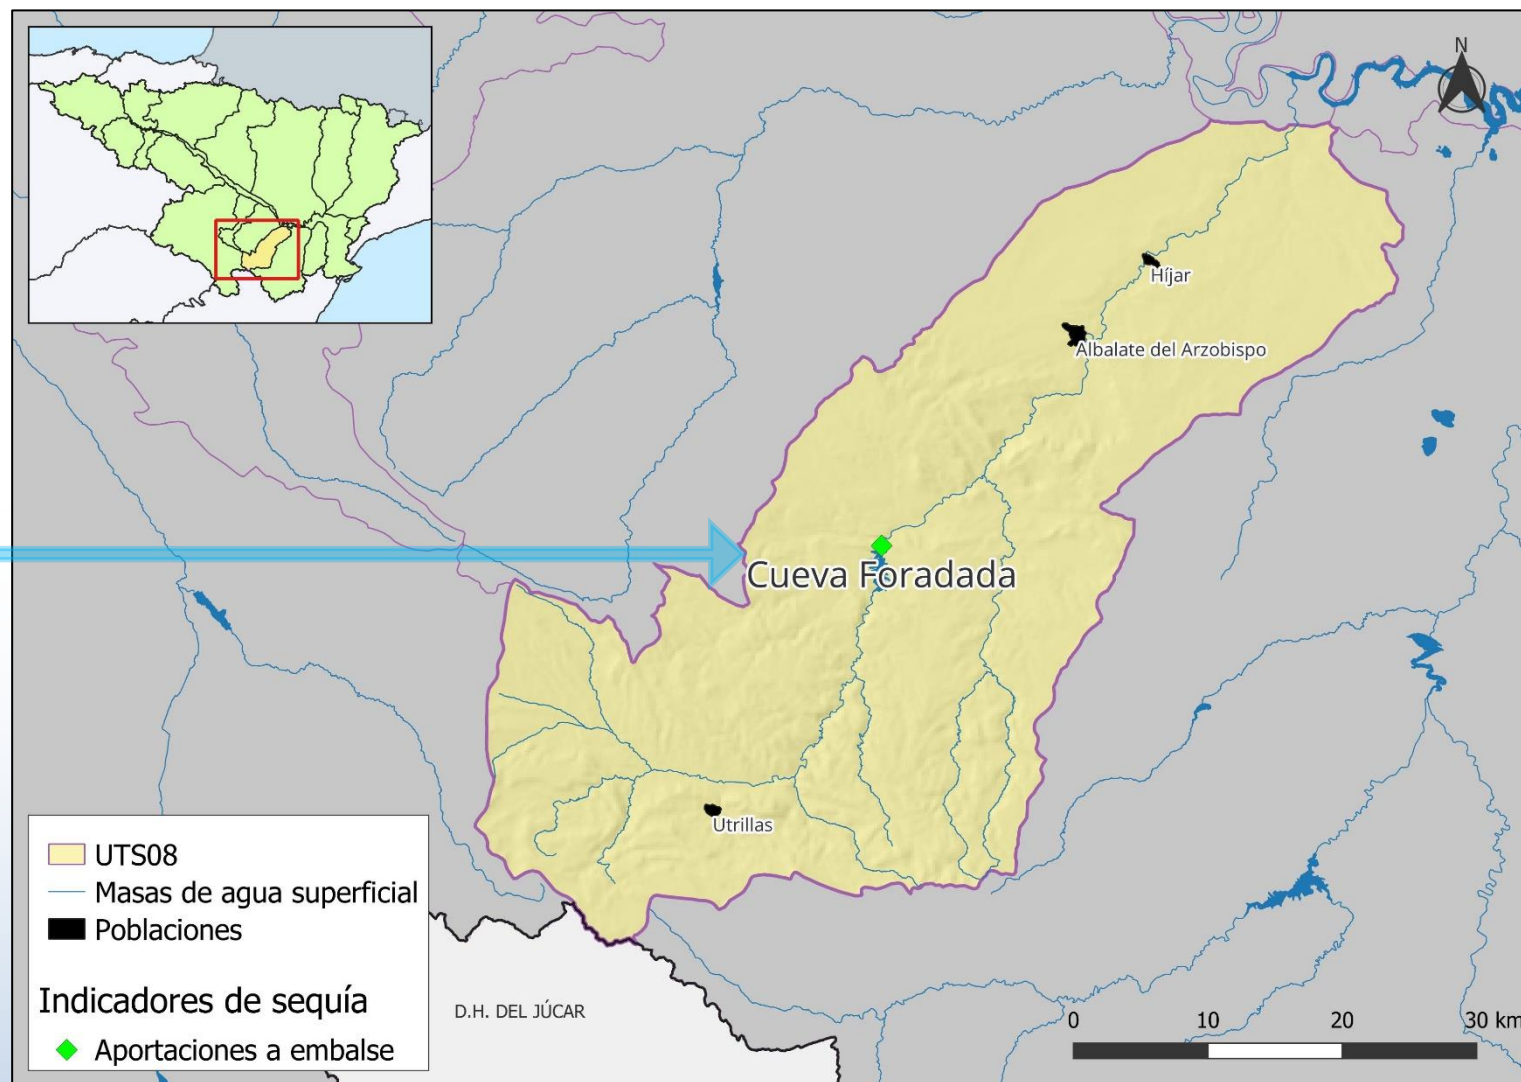 N
Híjar
Albalate del Arzobispo
Cueva Foradada
Utrillas
UTS08
Masas de agua superficial
Poblaciones
Indicadores de sequía
Aportaciones a embalse
D.H. DEL JÚCAR
0 10 20 30 km